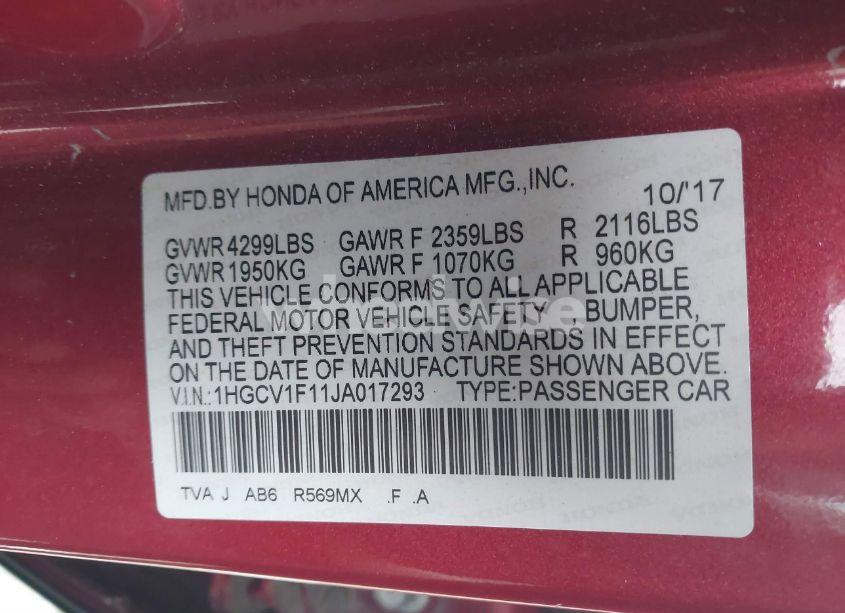 MFD.BY HONDA OF AMERICA MFG.,INC. 10/'17
GVWR 4299LBS GAWR F 2359LBS R 2116LBS
GVWR 1950KG GAWR F 1070KG R 960KG
THIS VEHICLE CONFORMS TO ALL APPLICABLE
FEDERAL MOTOR VEHICLE SAFETY , BUMPER,
AND THEFT PREVENTION STANDARDS IN EFFECT
ON THE DATE OF MANUFACTURE SHOWN ABOVE.
V.I.N.:1HGCV1F11JA017293 TYPE:PASSENGER CAR
TVA J AB6 R569MX .F .A